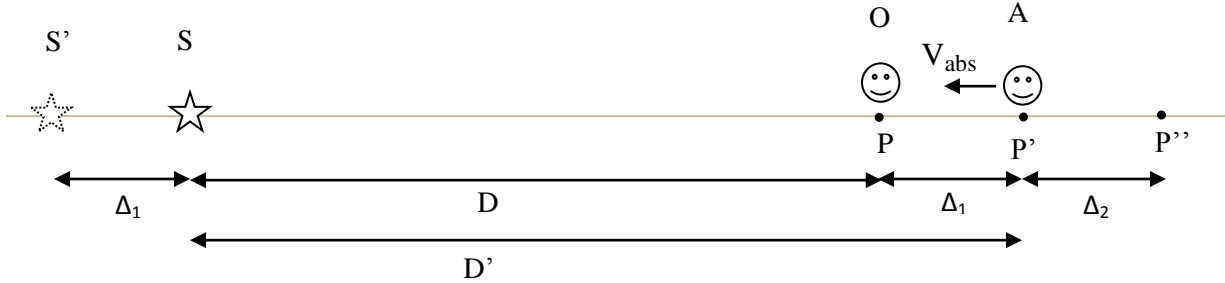 S’ S O A
V_abs
P P’ P’’
Δ₁ D Δ₁ Δ₂
D’